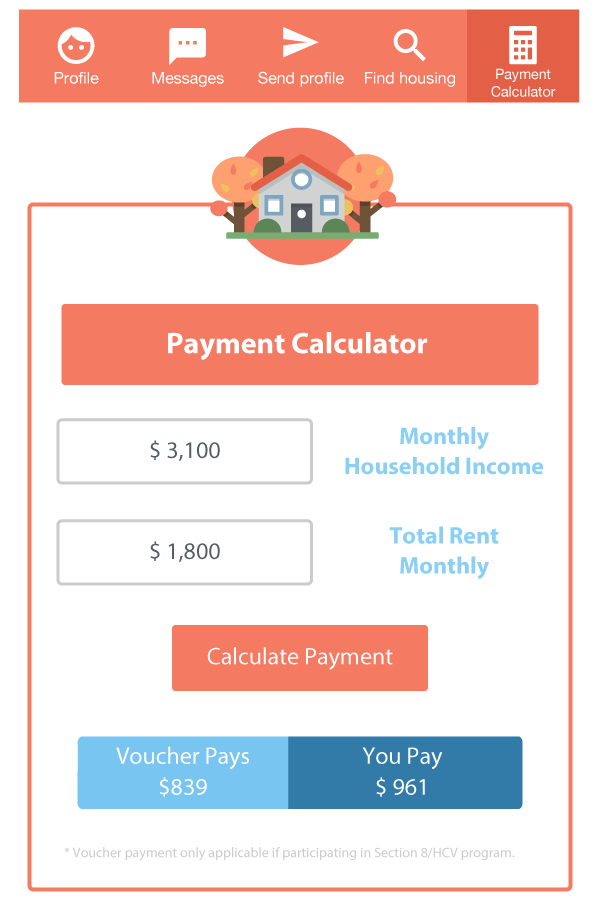 Profile
Messages
Send profile
Find housing
Payment
Calculator
Payment Calculator
$ 3,100
Monthly
Household Income
$ 1,800
Total Rent
Monthly
Calculate Payment
Voucher Pays
$839
You Pay
$ 961
* Voucher payment only applicable if participating in Section 8/HCV program.